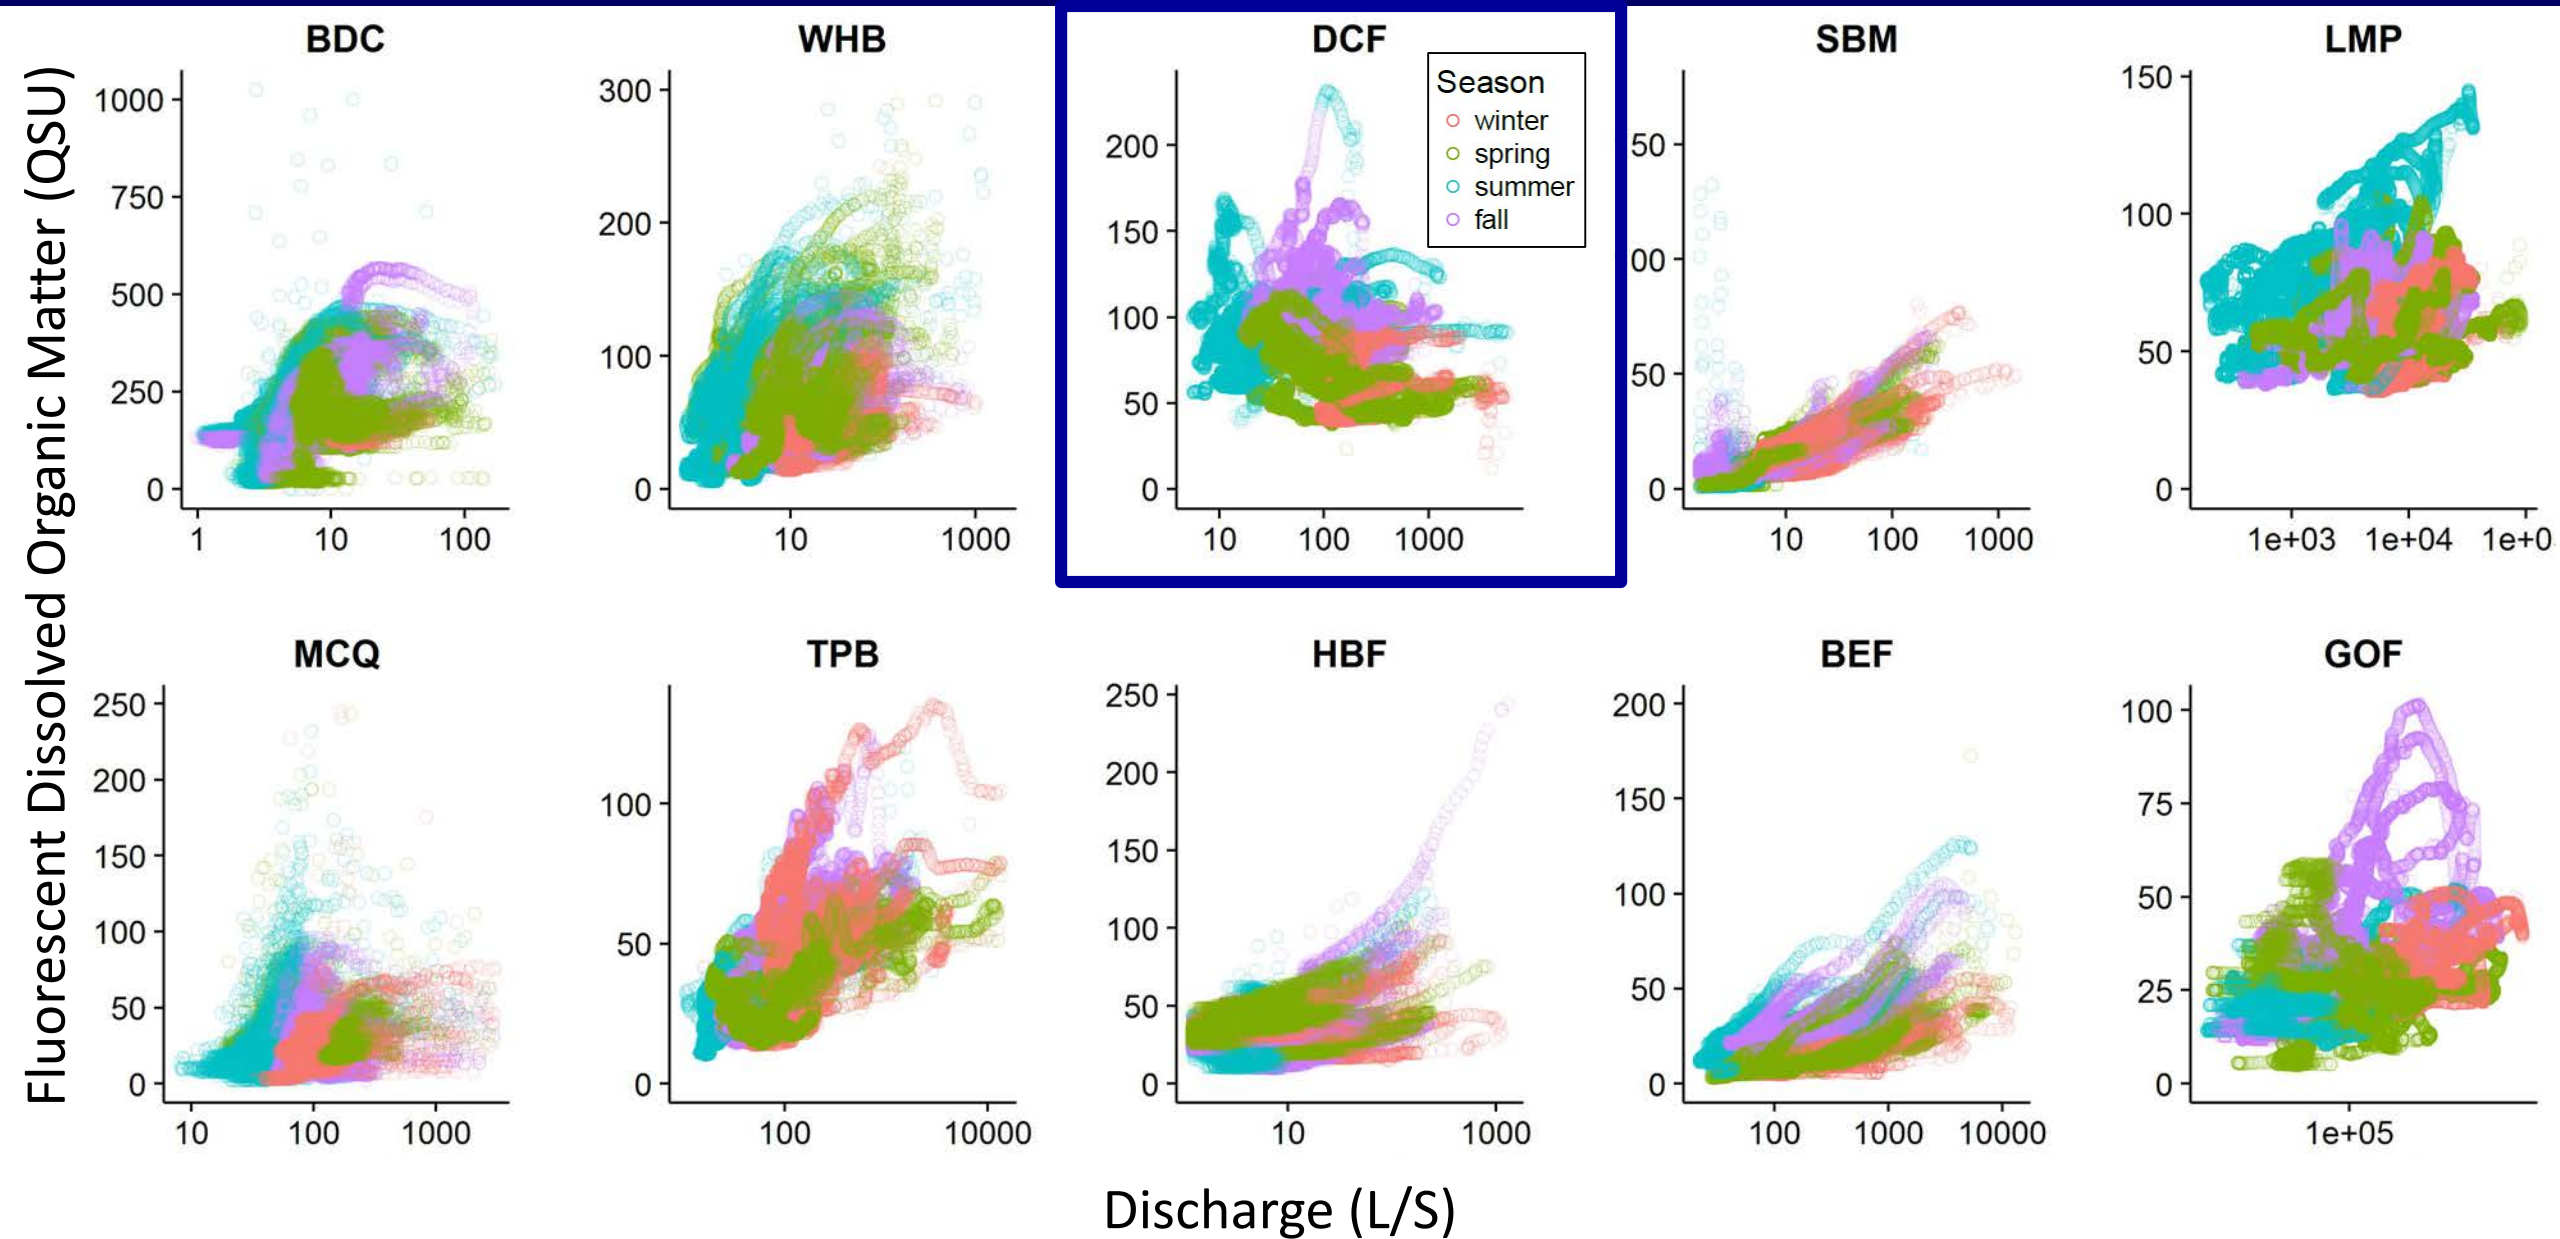 Fluorescent Dissolved Organic Matter (QSU)
BDC
1000
750
500
250
0
1 10 100
WHB
300
200
100
0
10 1000
DCF
200
150
100
50
0
10 100 1000
Season
winter
spring
summer
fall
SBM
50
00
50
0
10 100 1000
LMP
150
100
50
0
1e+03 1e+04 1e+0
MCQ
250
200
150
100
50
0
10 100 1000
TPB
100
50
0
100 10000
HBF
250
200
150
100
50
0
10 1000
BEF
200
150
100
50
0
100 1000 10000
GOF
100
75
50
25
0
1e+05
Discharge (L/S)